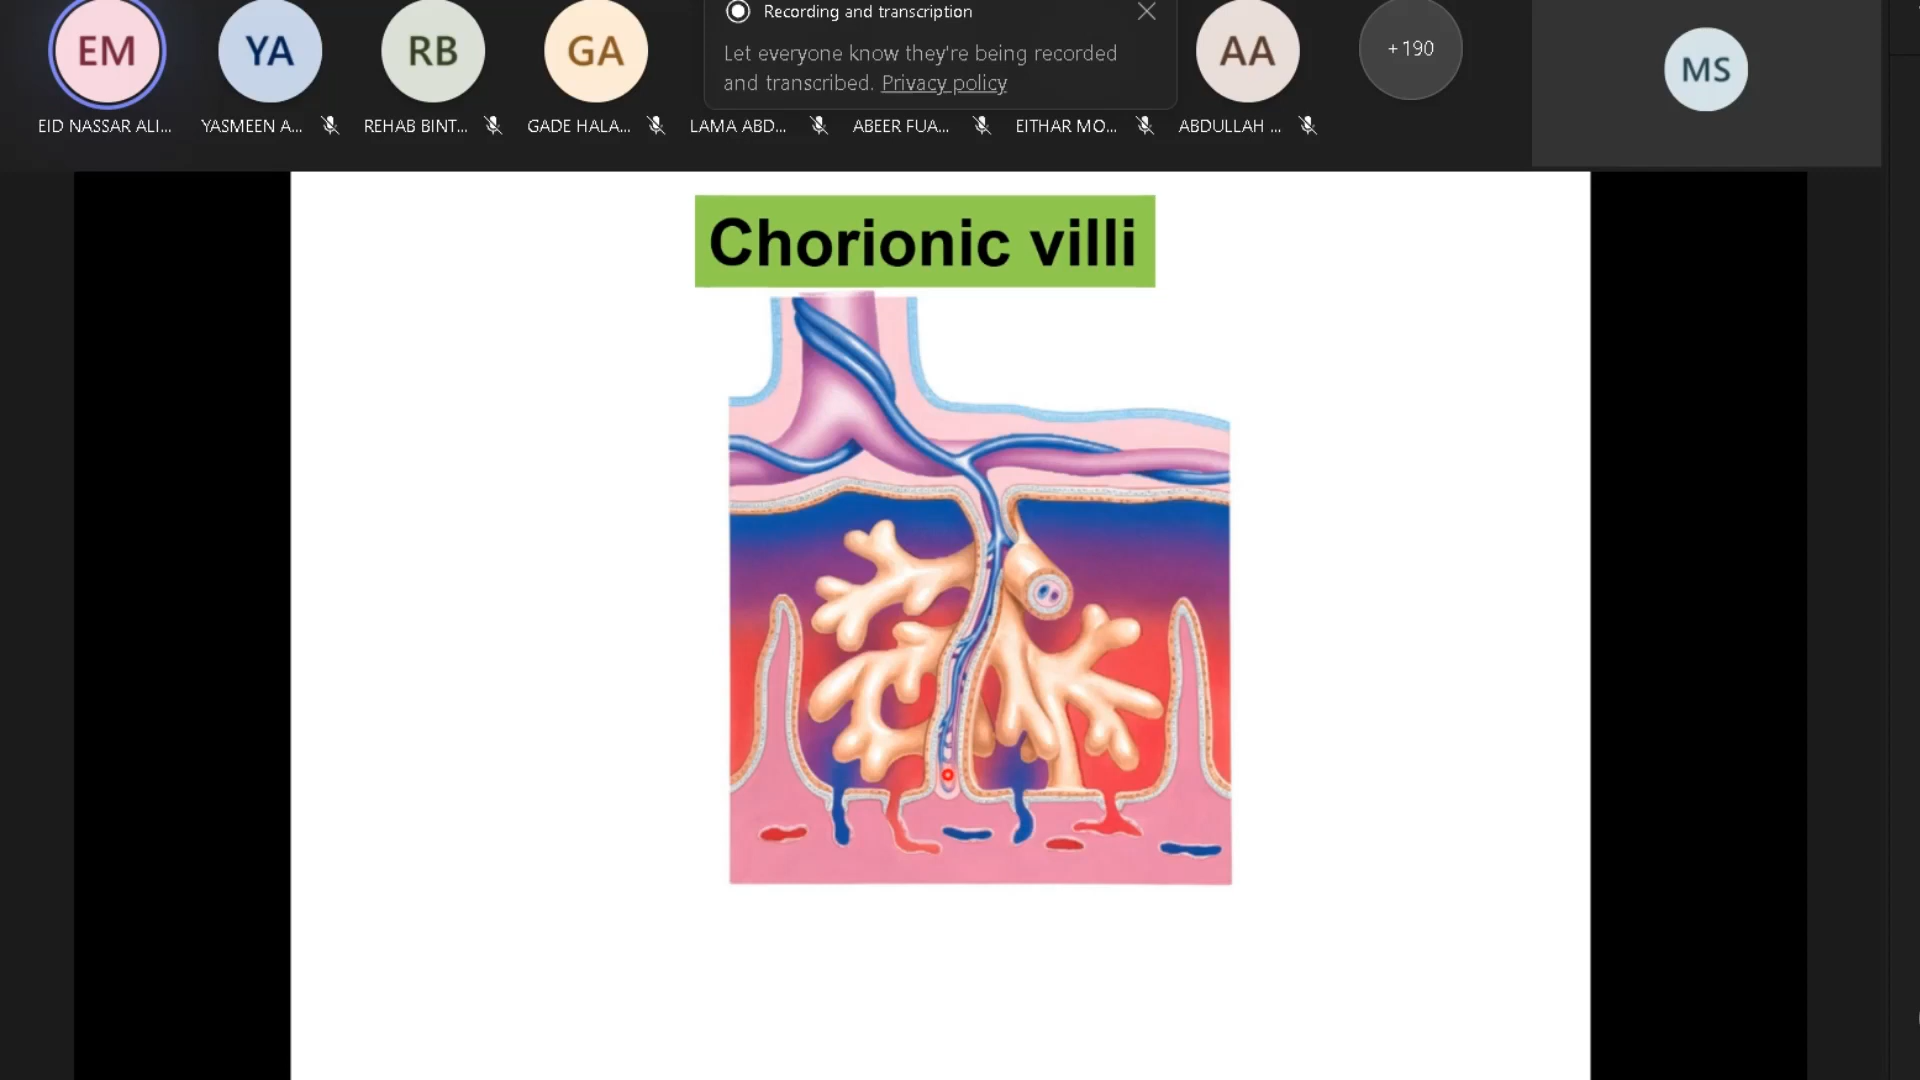 EM
YA
RB
GA
Recording and transcription
Let everyone know they're being recorded
and transcribed. Privacy policy
AA
+190
MS
EID NASSAR ALI...
YASMEEN A...
REHAB BINT...
GADE HALA...
LAMA ABD...
ABEER FUA...
EITHAR MO...
ABDULLAH ...
Chorionic villi